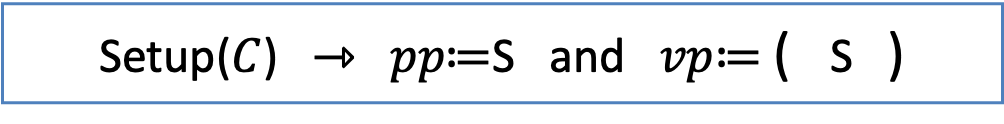 Setup(C) → pp:=S and vp:= ( S )